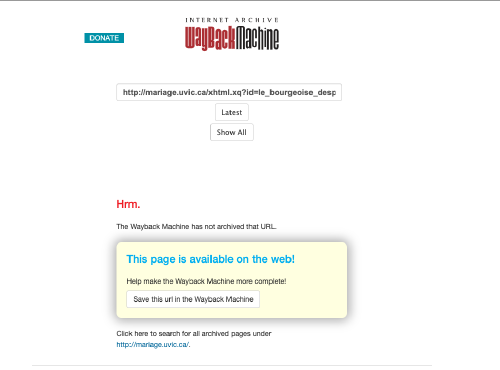 INTERNET ARCHIVE
DONATE
WayBackMachine
http://mariage.uvic.ca/xhtml.xq?id=le_bourgeoise_desp
Latest
Show All
Hrm.
The Wayback Machine has not archived that URL.
This page is available on the web!
Help make the Wayback Machine more complete!
Save this url in the Wayback Machine
Click here to search for all archived pages under
http://mariage.uvic.ca/.